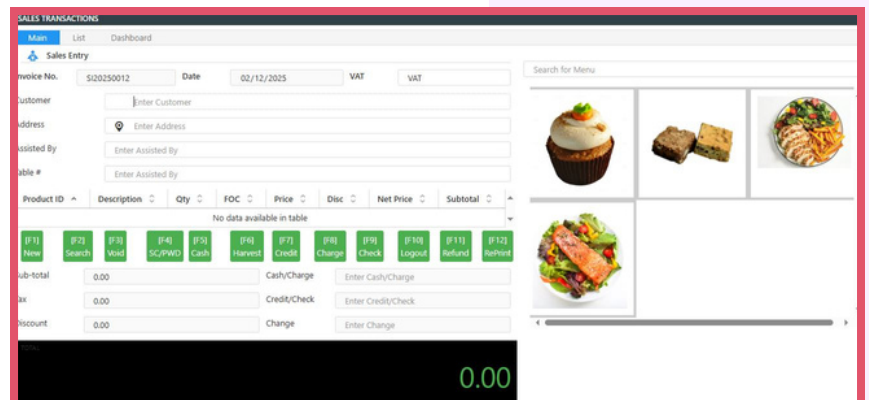 SALES TRANSACTIONS
Main List Dashboard
Sales Entry
nvoice No. SI20250012 Date 02/12/2025 VAT VAT
Search for Menu
Customer Enter Customer
Address Enter Address
Assisted By Enter Assisted By
able # Enter Assisted By
Product ID Description Qty FOC Price Disc Net Price Subtotal
No data available in table
[F1] [F2] [F3] [F4] [F5] [F6] [F7] [F8] [F9] [F10] [F11] [F12]
New Search Void SC/PWD Cash Harvest Credit Charge Check Logout Refund RePrint
Sub-total 0.00 Cash/Charge Enter Cash/Charge
ax 0.00 Credit/Check Enter Credit/Check
Discount 0.00 Change Enter Change
TOTAL
0.00